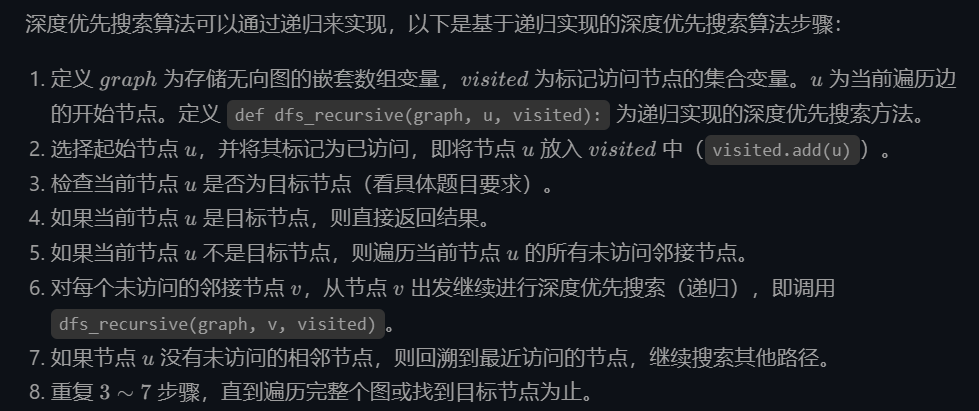 深度优先搜索算法可以通过递归来实现，以下是基于递归实现的深度优先搜索算法步骤：
1. 定义 graph 为存储无向图的嵌套数组变量，visited 为标记访问节点的集合变量。u 为当前遍历边
的开始节点。定义 def dfs_recursive(graph, u, visited): 为递归实现的深度优先搜索方法。
2. 选择起始节点 u，并将其标记为已访问，即将节点 u 放入 visited 中（visited.add(u)）。
3. 检查当前节点 u 是否为目标节点（看具体题目要求）。
4. 如果当前节点 u 是目标节点，则直接返回结果。
5. 如果当前节点 u 不是目标节点，则遍历当前节点 u 的所有未访问邻接节点。
6. 对每个未访问的邻接节点 v，从节点 v 出发继续进行深度优先搜索（递归），即调用
dfs_recursive(graph, v, visited)。
7. 如果节点 u 没有未访问的相邻节点，则回溯到最近访问的节点，继续搜索其他路径。
8. 重复 3 ~ 7 步骤，直到遍历完整个图或找到目标节点为止。